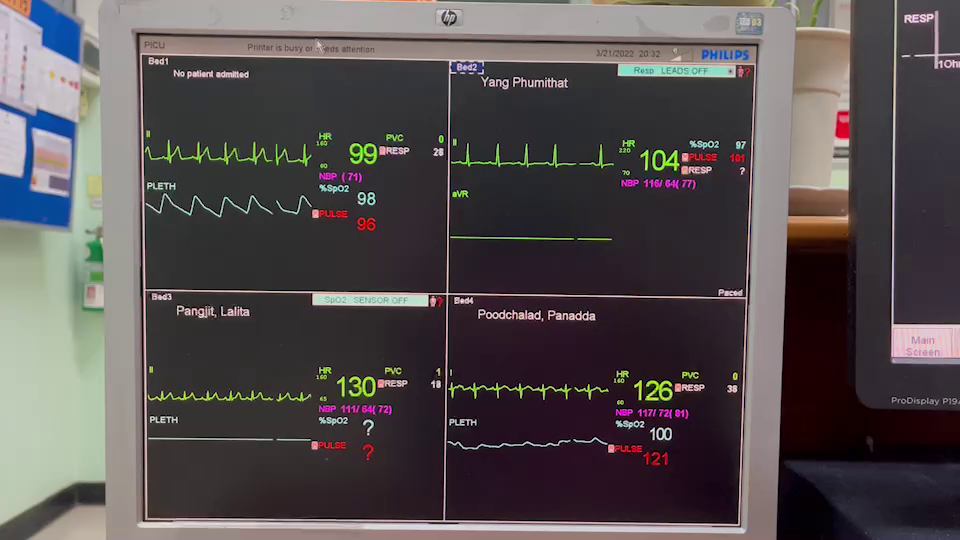 hp
PICU
Printer is busy or needs attention
3/21/2022 20:32
PHILIPS
Bed1
No patient admitted
II
HR
160
60
99
PVC 0
RESP 28
NBP ( 71)
PLETH
%SpO2
98
PULSE
96
Bed2
Resp LEADS OFF
Yang Phumithat
II
HR
220
70
104
%SpO2 97
PULSE 101
RESP ?
NBP 116/ 64( 77)
aVR
Paced
Bed3
SpO2 SENSOR OFF
Pangjit, Lalita
II
HR
160
65
130
PVC 1
RESP 18
NBP 111/ 64( 72)
PLETH
%SpO2
?
PULSE
?
Bed4
Poodchalad, Panadda
I
HR
160
60
126
PVC 0
RESP 38
NBP 117/ 72( 81)
PLETH
%SpO2
100
PULSE
121
RESP
1Ohm
Main
Screen
ProDisplay P19A